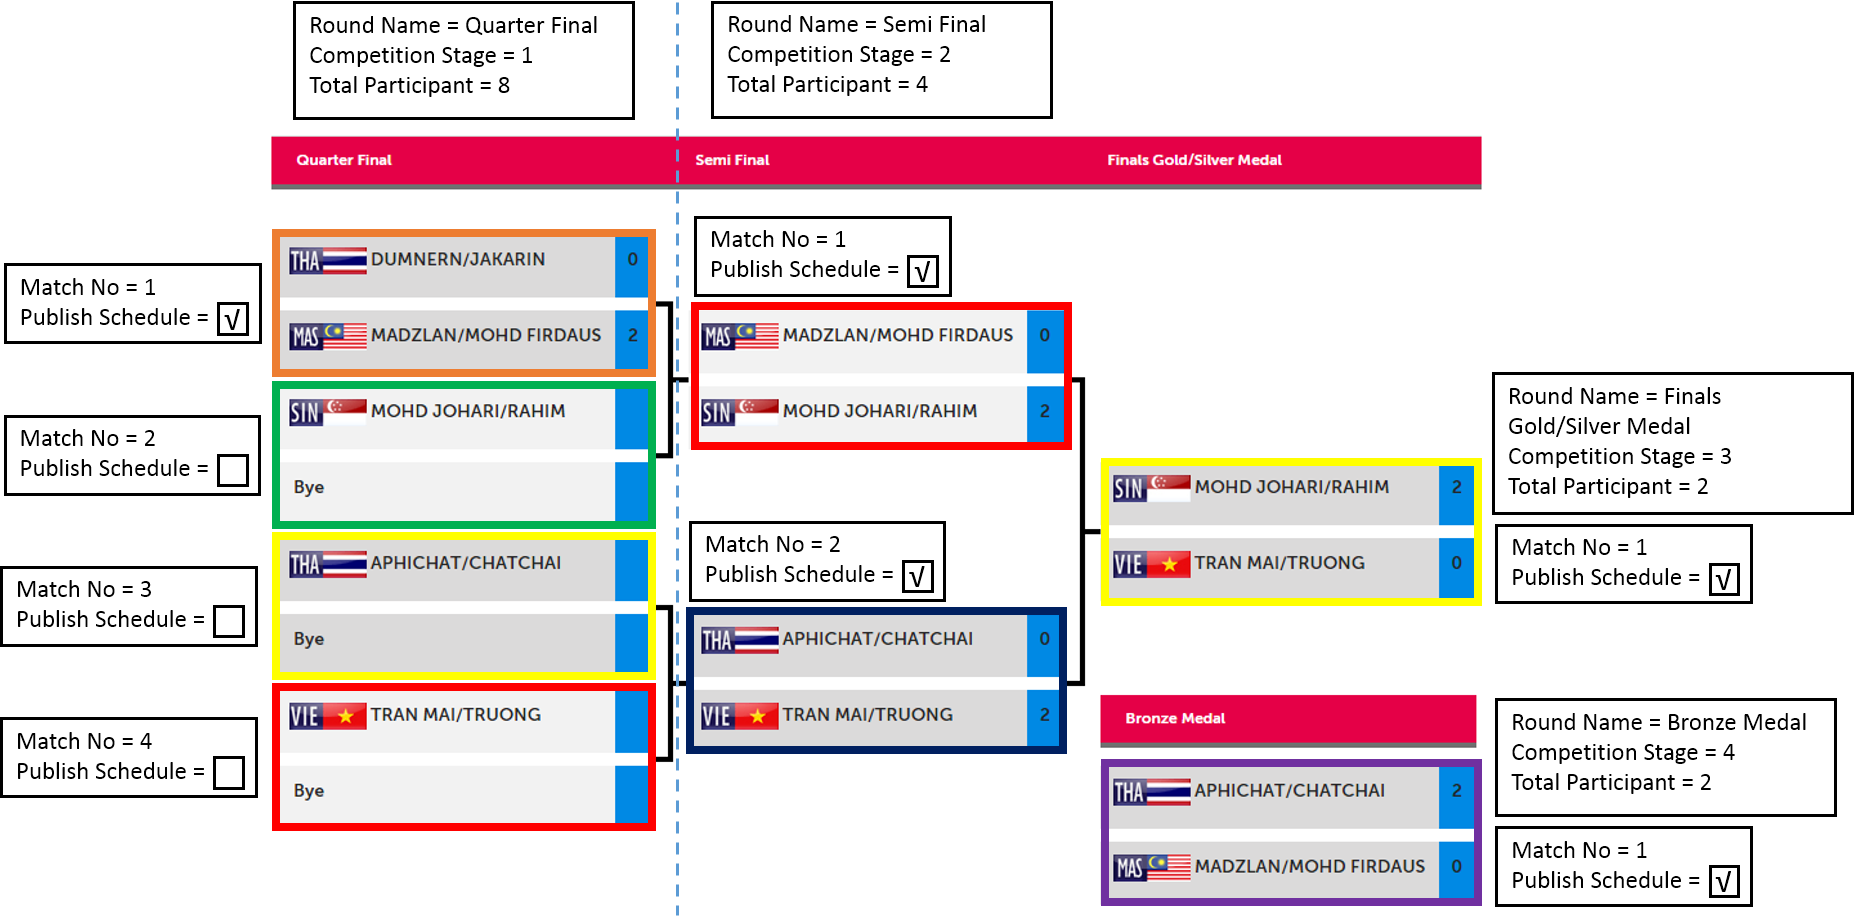 Round Name = Quarter Final
Competition Stage = 1
Total Participant = 8
Round Name = Semi Final
Competition Stage = 2
Total Participant = 4
Quarter Final
Semi Final
Finals Gold/Silver Medal
Match No = 1
Publish Schedule = √
THA DUMNERN/JAKARIN 0
MAS MADZLAN/MOHD FIRDAUS 2
Match No = 2
Publish Schedule =
SIN MOHD JOHARI/RAHIM
Bye
Match No = 3
Publish Schedule =
THA APHICHAT/CHATCHAI
Bye
Match No = 4
Publish Schedule =
VIE TRAN MAI/TRUONG
Bye
Match No = 1
Publish Schedule = √
MAS MADZLAN/MOHD FIRDAUS 0
SIN MOHD JOHARI/RAHIM 2
Match No = 2
Publish Schedule = √
THA APHICHAT/CHATCHAI 0
VIE TRAN MAI/TRUONG 2
Round Name = Finals
Gold/Silver Medal
Competition Stage = 3
Total Participant = 2
Match No = 1
Publish Schedule = √
SIN MOHD JOHARI/RAHIM 2
VIE TRAN MAI/TRUONG 0
Bronze Medal
Round Name = Bronze Medal
Competition Stage = 4
Total Participant = 2
Match No = 1
Publish Schedule = √
THA APHICHAT/CHATCHAI 2
MAS MADZLAN/MOHD FIRDAUS 0